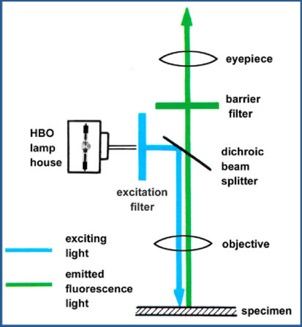 eyepiece
barrier
filter
HBO
lamp
house
dichroic
beam
splitter
excitation
filter
exciting
light
objective
emitted
fluorescence
light
specimen